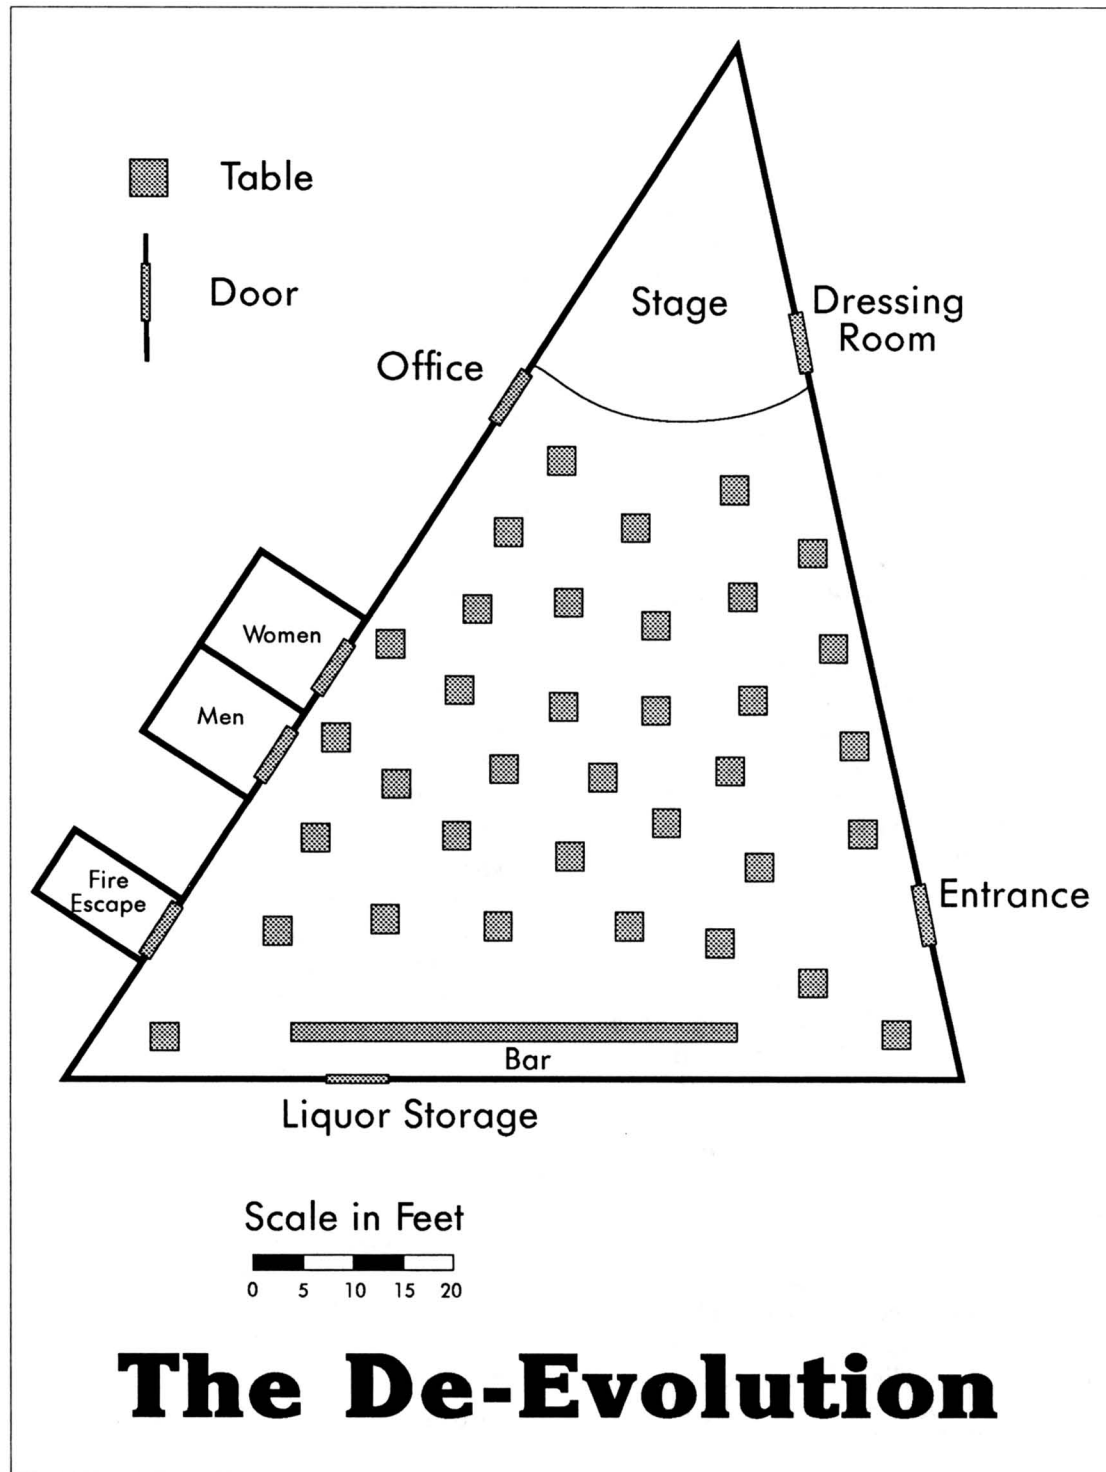 Table
Door
Stage
Dressing
Room
Office
Women
Men
Fire
Escape
Entrance
Bar
Liquor Storage
Scale in Feet
0 5 10 15 20
The De-Evolution